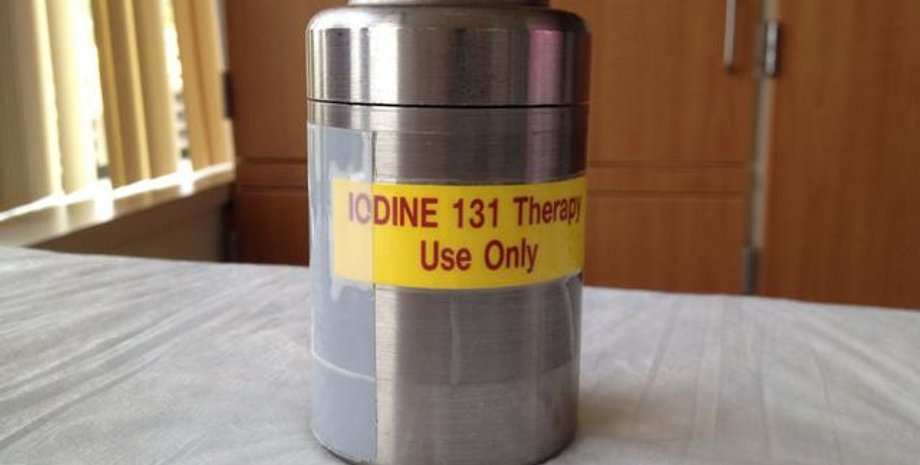 IODINE 131 Therapy
Use Only